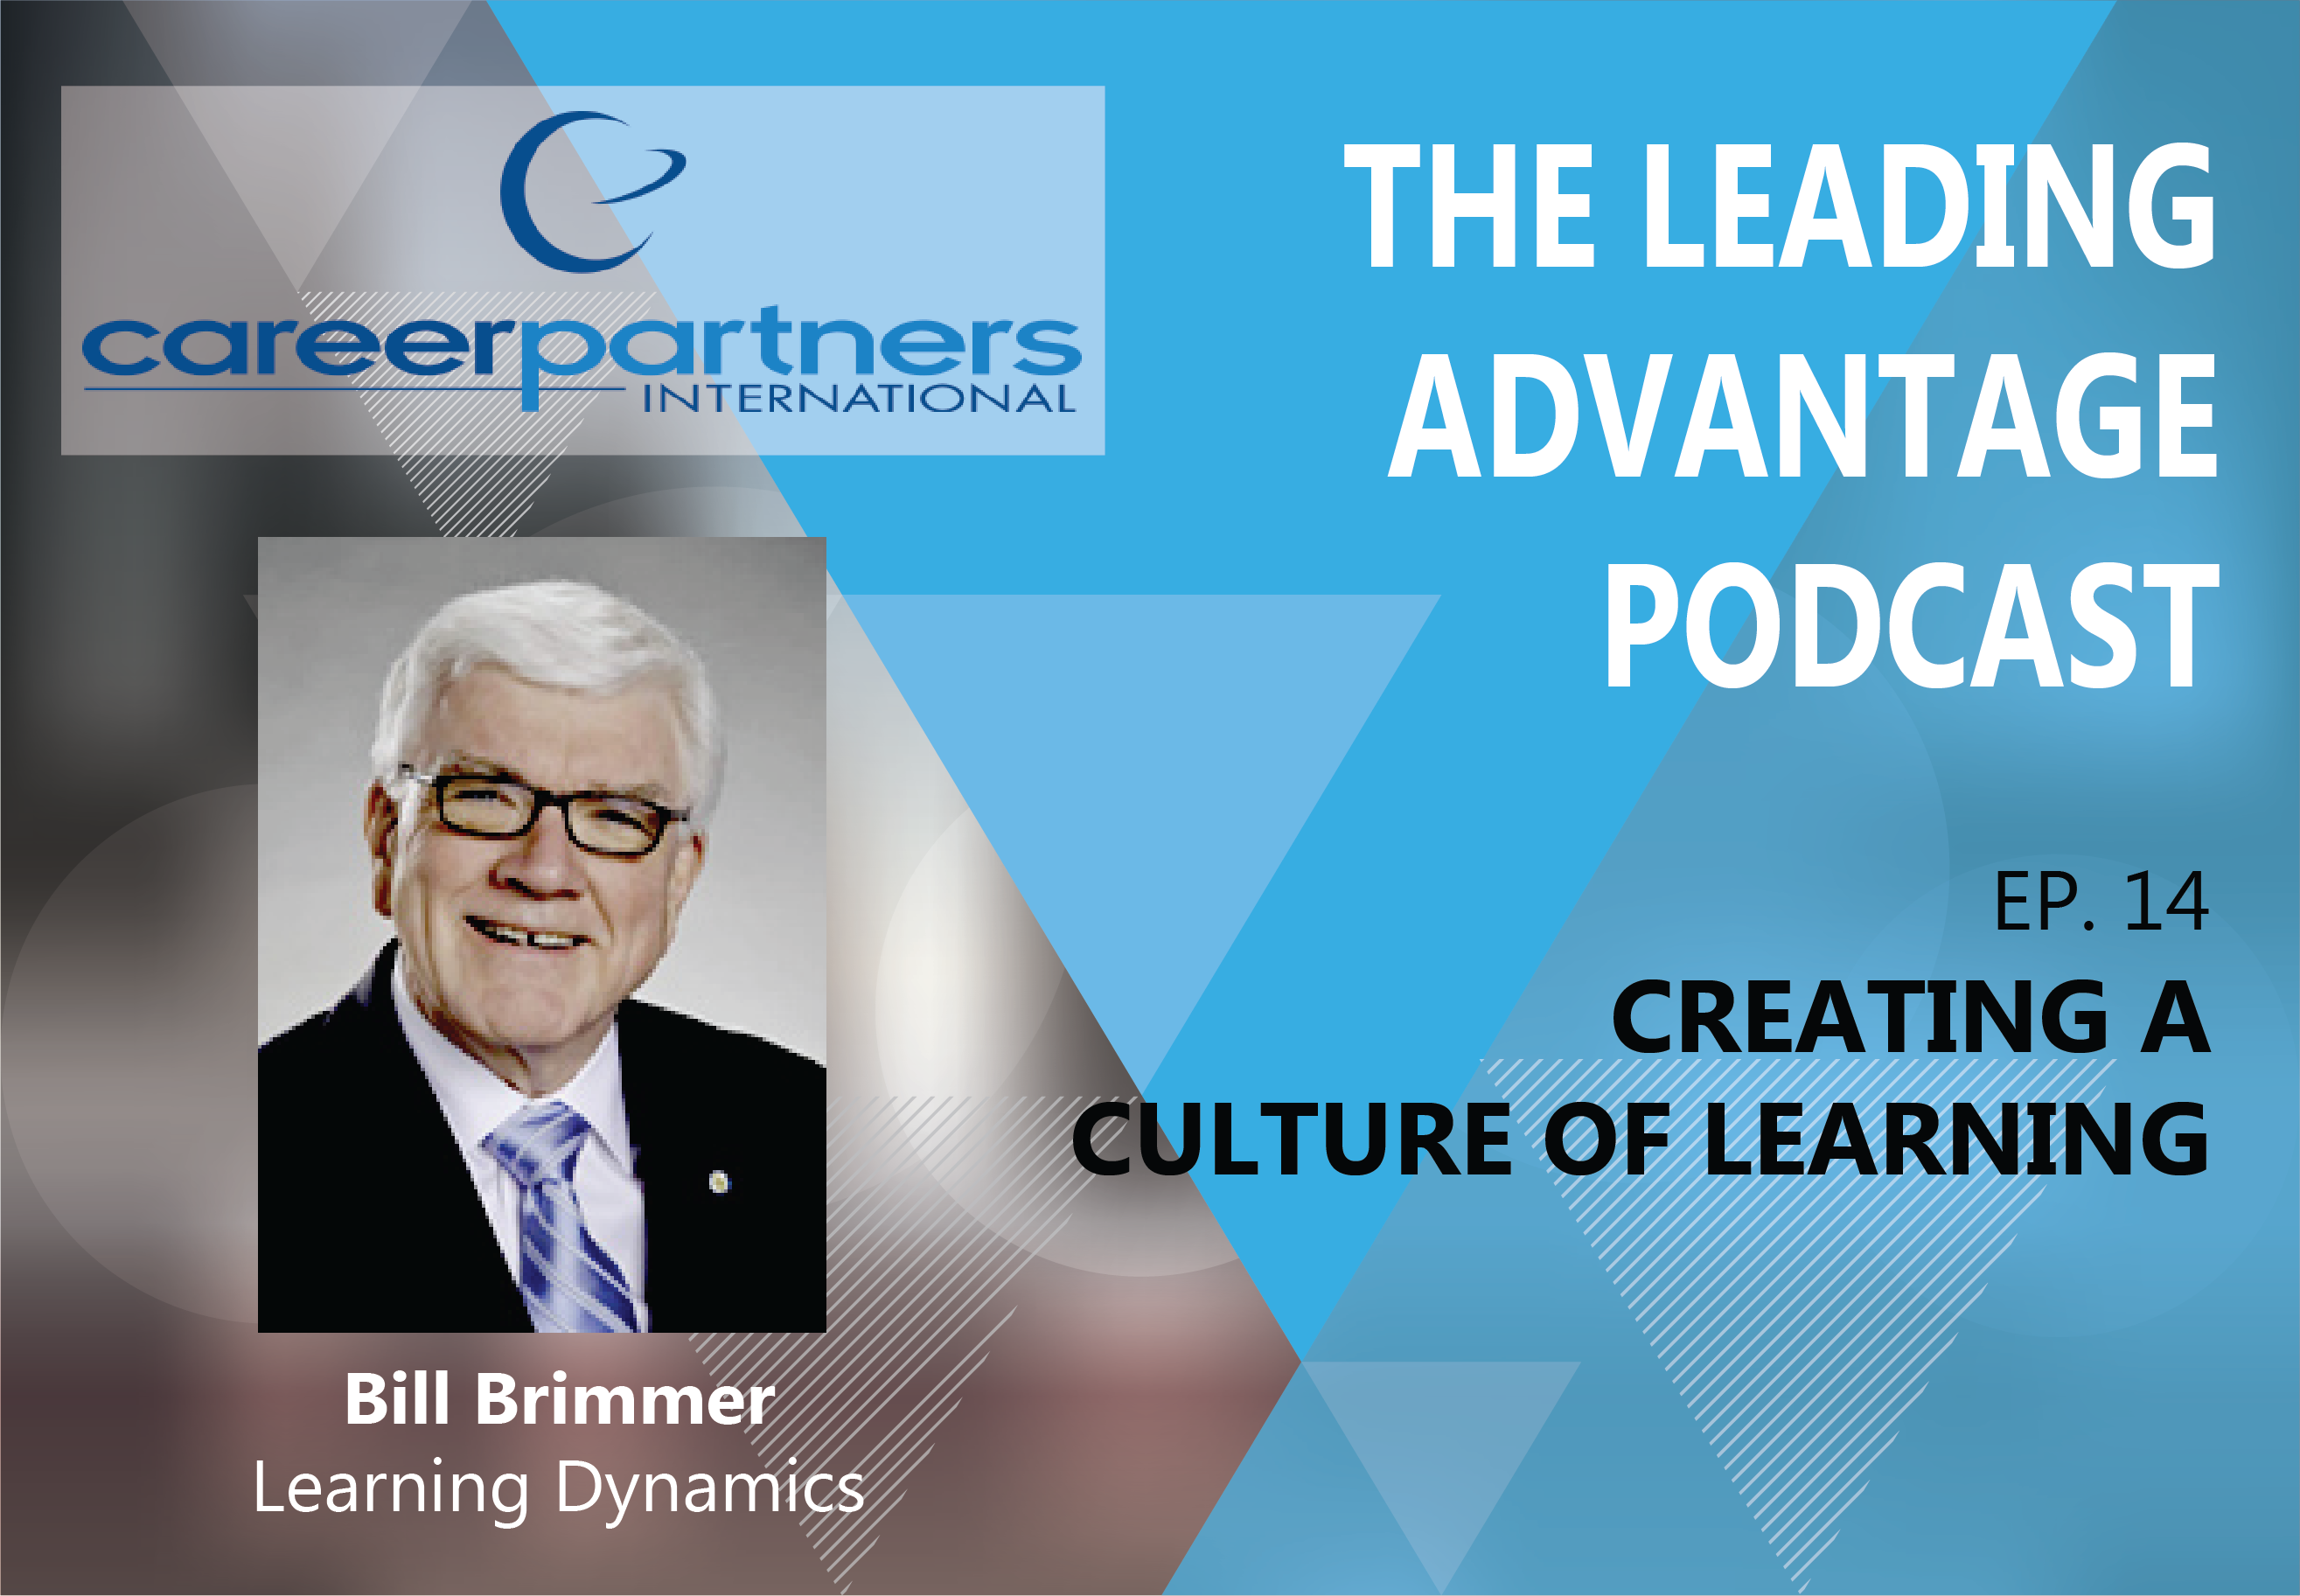 careerpartners
INTERNATIONAL
THE LEADING
ADVANTAGE
PODCAST
EP. 14
CREATING A
CULTURE OF LEARNING
Bill Brimmer
Learning Dynamics